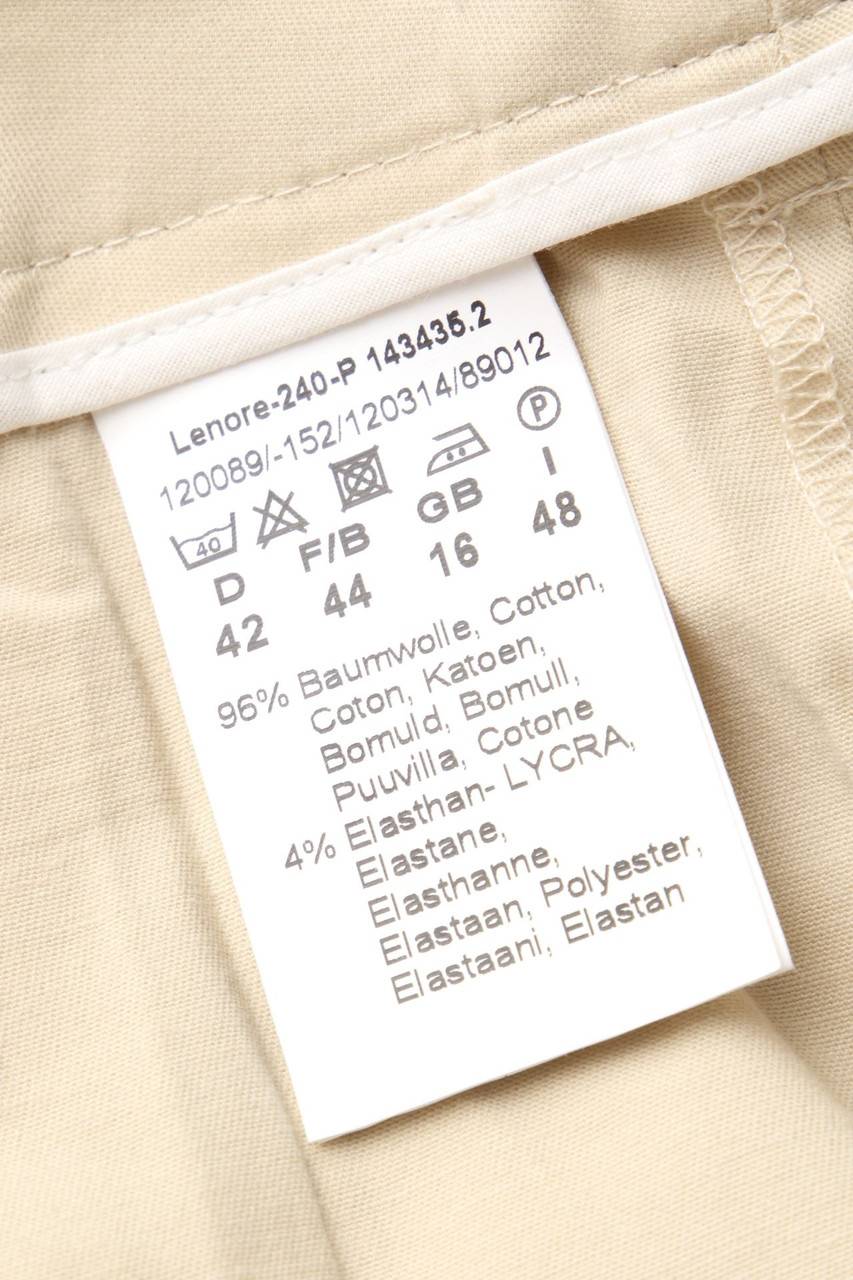 Lenore-240-P 143435.2
120089/-152/120314/89012
40 P
D F/B GB I
42 44 16 48
96% Baumwolle, Cotton,
Coton, Katoen,
Bomuld, Bomull,
Puuvilla, Cotone
4% Elasthan- LYCRA,
Elastane,
Elasthanne,
Elastaan, Polyester,
Elastaani, Elastan